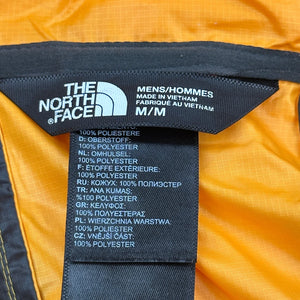 THE
NORTH
FACE
MENS/HOMMES
MADE IN VIETNAM
FABRIQUÉ AU VIETNAM
M/M
100% POLIESTERE
D: OBERSTOFF:
100% POLYESTER
NL: OMHULSEL:
100% POLYESTER
F: ÉTOFFE EXTÉRIEURE:
100% POLYESTER
RU: КОЖУХ: 100% ПОЛИЭСТЕР
TR: ANA KUMAŞ:
%100 POLYESTER
GR: ΚΕΛΥΦΟΣ:
100% ΠΟΛΥΕΣΤΕΡΑΣ
PL: WIERZCHNIA WARSTWA:
100% POLYESTER
CZ: VNĚJŠÍ ČÁST:
100% POLYESTER